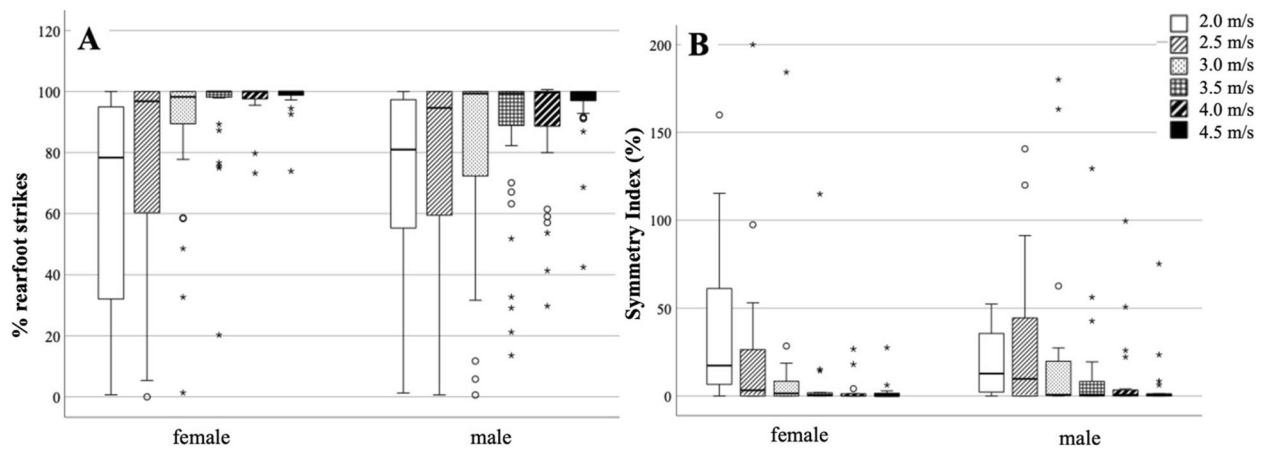 A
% rearfoot strikes
120
100
80
60
40
20
0
female
male
B
Symmetry Index (%)
200
150
100
50
0
female
male
2.0 m/s
2.5 m/s
3.0 m/s
3.5 m/s
4.0 m/s
4.5 m/s